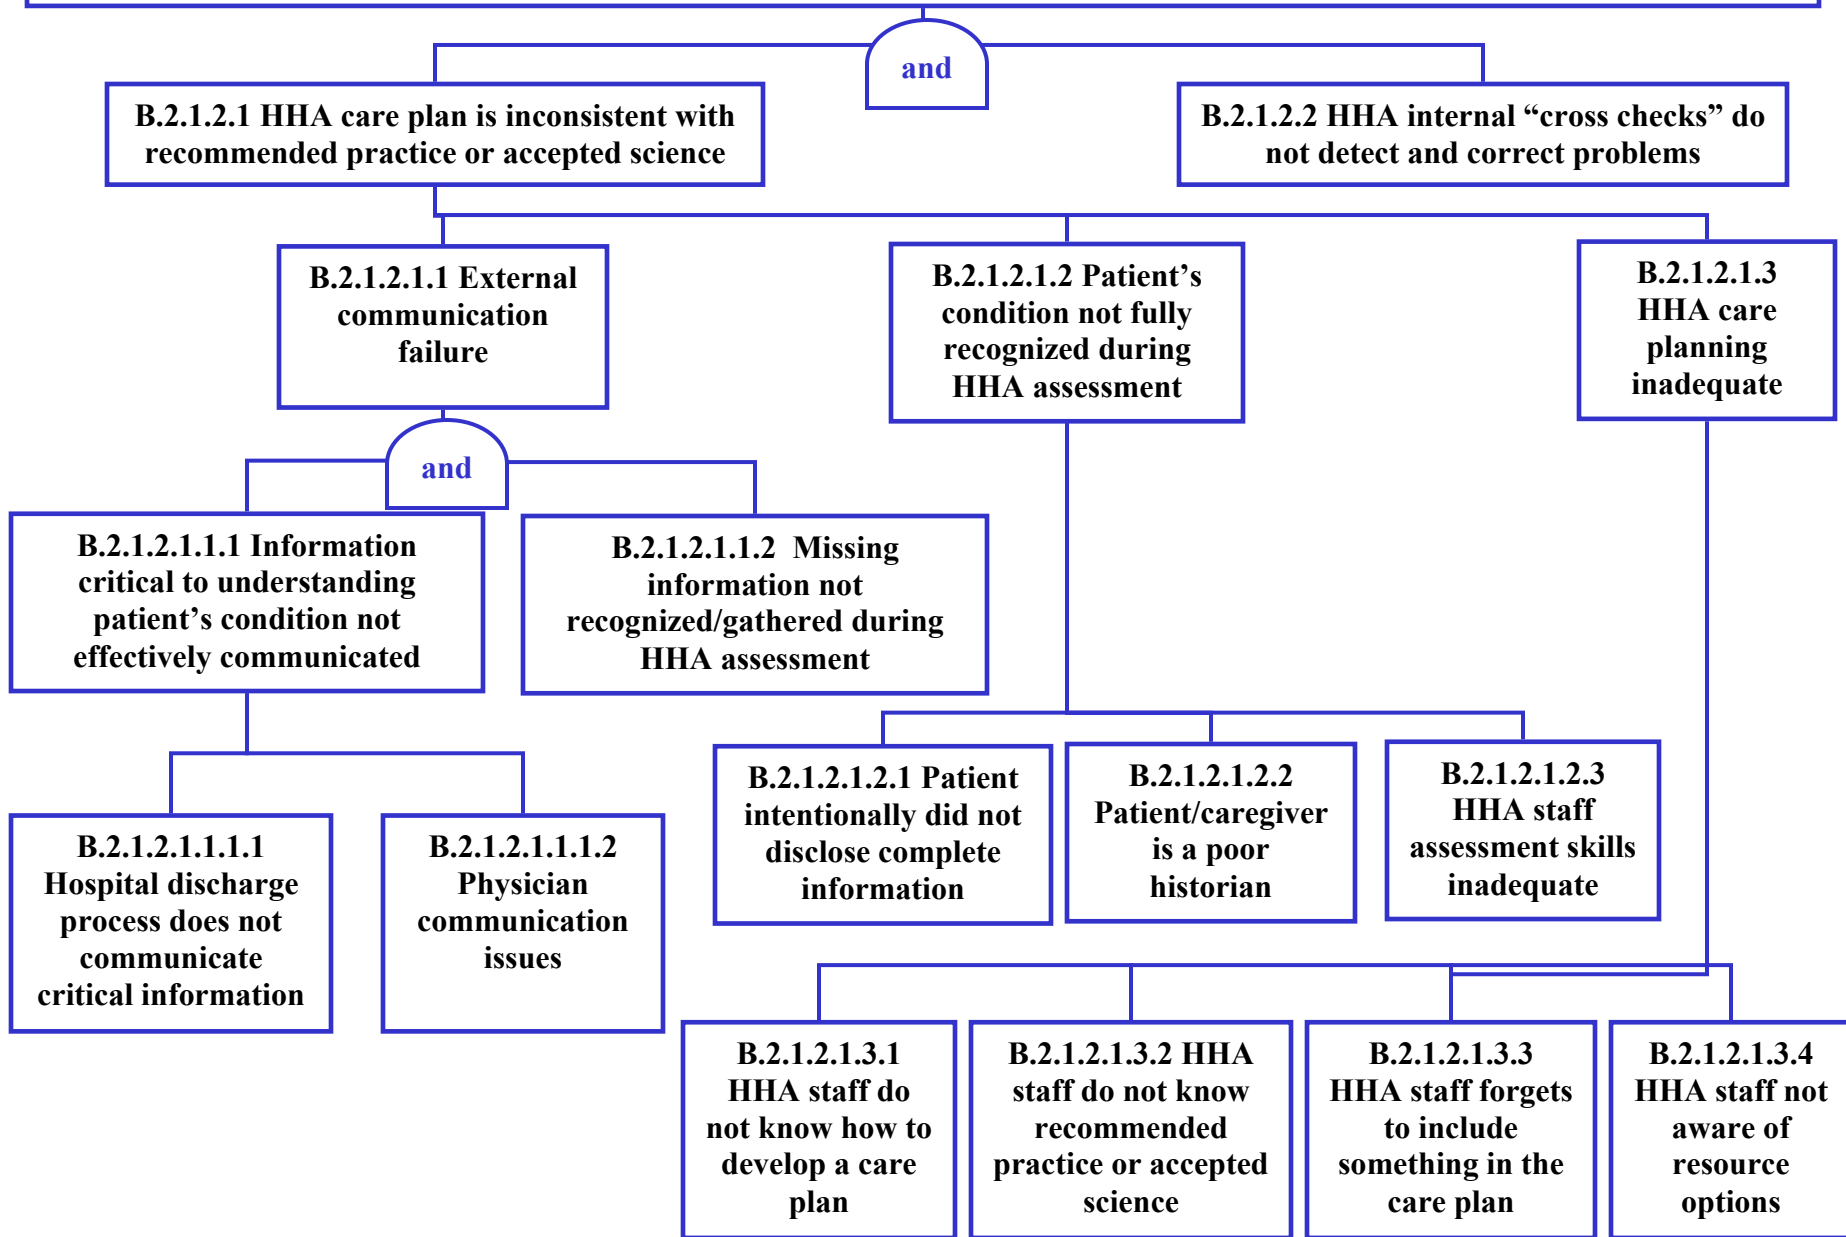 and
B.2.1.2.1 HHA care plan is inconsistent with
recommended practice or accepted science
B.2.1.2.2 HHA internal “cross checks” do
not detect and correct problems
B.2.1.2.1.1 External
communication
failure
B.2.1.2.1.2 Patient’s
condition not fully
recognized during
HHA assessment
B.2.1.2.1.3
HHA care
planning
inadequate
and
B.2.1.2.1.1.1 Information
critical to understanding
patient’s condition not
effectively communicated
B.2.1.2.1.1.2  Missing
information not
recognized/gathered during
HHA assessment
B.2.1.2.1.2.1 Patient
intentionally did not
disclose complete
information
B.2.1.2.1.2.2
Patient/caregiver
is a poor
historian
B.2.1.2.1.2.3
HHA staff
assessment skills
inadequate
B.2.1.2.1.1.1.1
Hospital discharge
process does not
communicate
critical information
B.2.1.2.1.1.1.2
Physician
communication
issues
B.2.1.2.1.3.1
HHA staff do
not know how to
develop a care
plan
B.2.1.2.1.3.2 HHA
staff do not know
recommended
practice or accepted
science
B.2.1.2.1.3.3
HHA staff forgets
to include
something in the
care plan
B.2.1.2.1.3.4
HHA staff not
aware of
resource
options